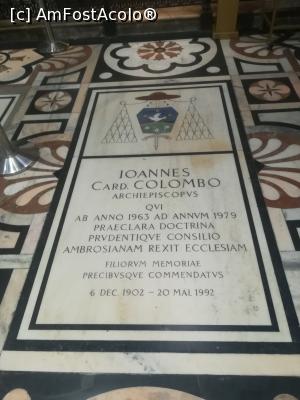 [c] AmFostAcolo®
IOANNES
CARD. COLOMBO
ARCHIEPISCOPVS
QVI
AB ANNO 1963 AD ANNVM 1979
PRAECLARA DOCTRINA
PRVDENTIQVE CONSILIO
AMBROSIANAM REXIT ECCLESIAM
FILIORVM MEMORIAE
PRECIBVSQVE COMMENDATVS
6 DEC. 1902 – 20 MAI. 1992